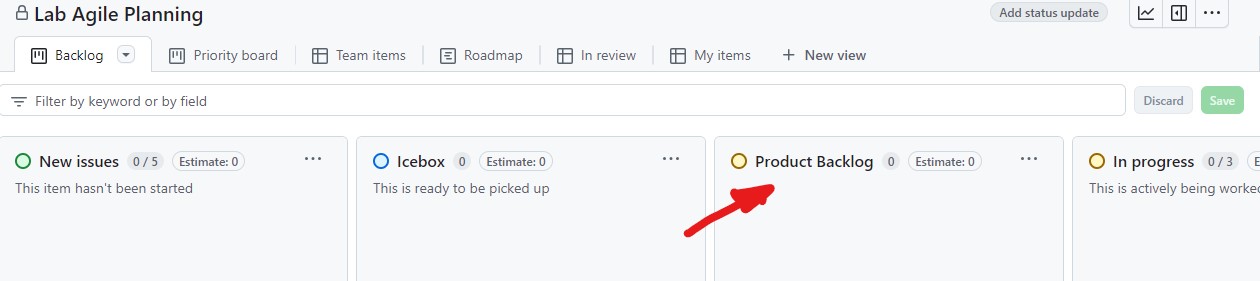 Lab Agile Planning
Add status update
Backlog
Priority board
Team items
Roadmap
In review
My items
New view
Filter by keyword or by field
Discard
Save
New issues 0 / 5 Estimate: 0
This item hasn't been started
Icebox 0 Estimate: 0
This is ready to be picked up
Product Backlog 0 Estimate: 0
In progress 0 / 3 E
This is actively being worke